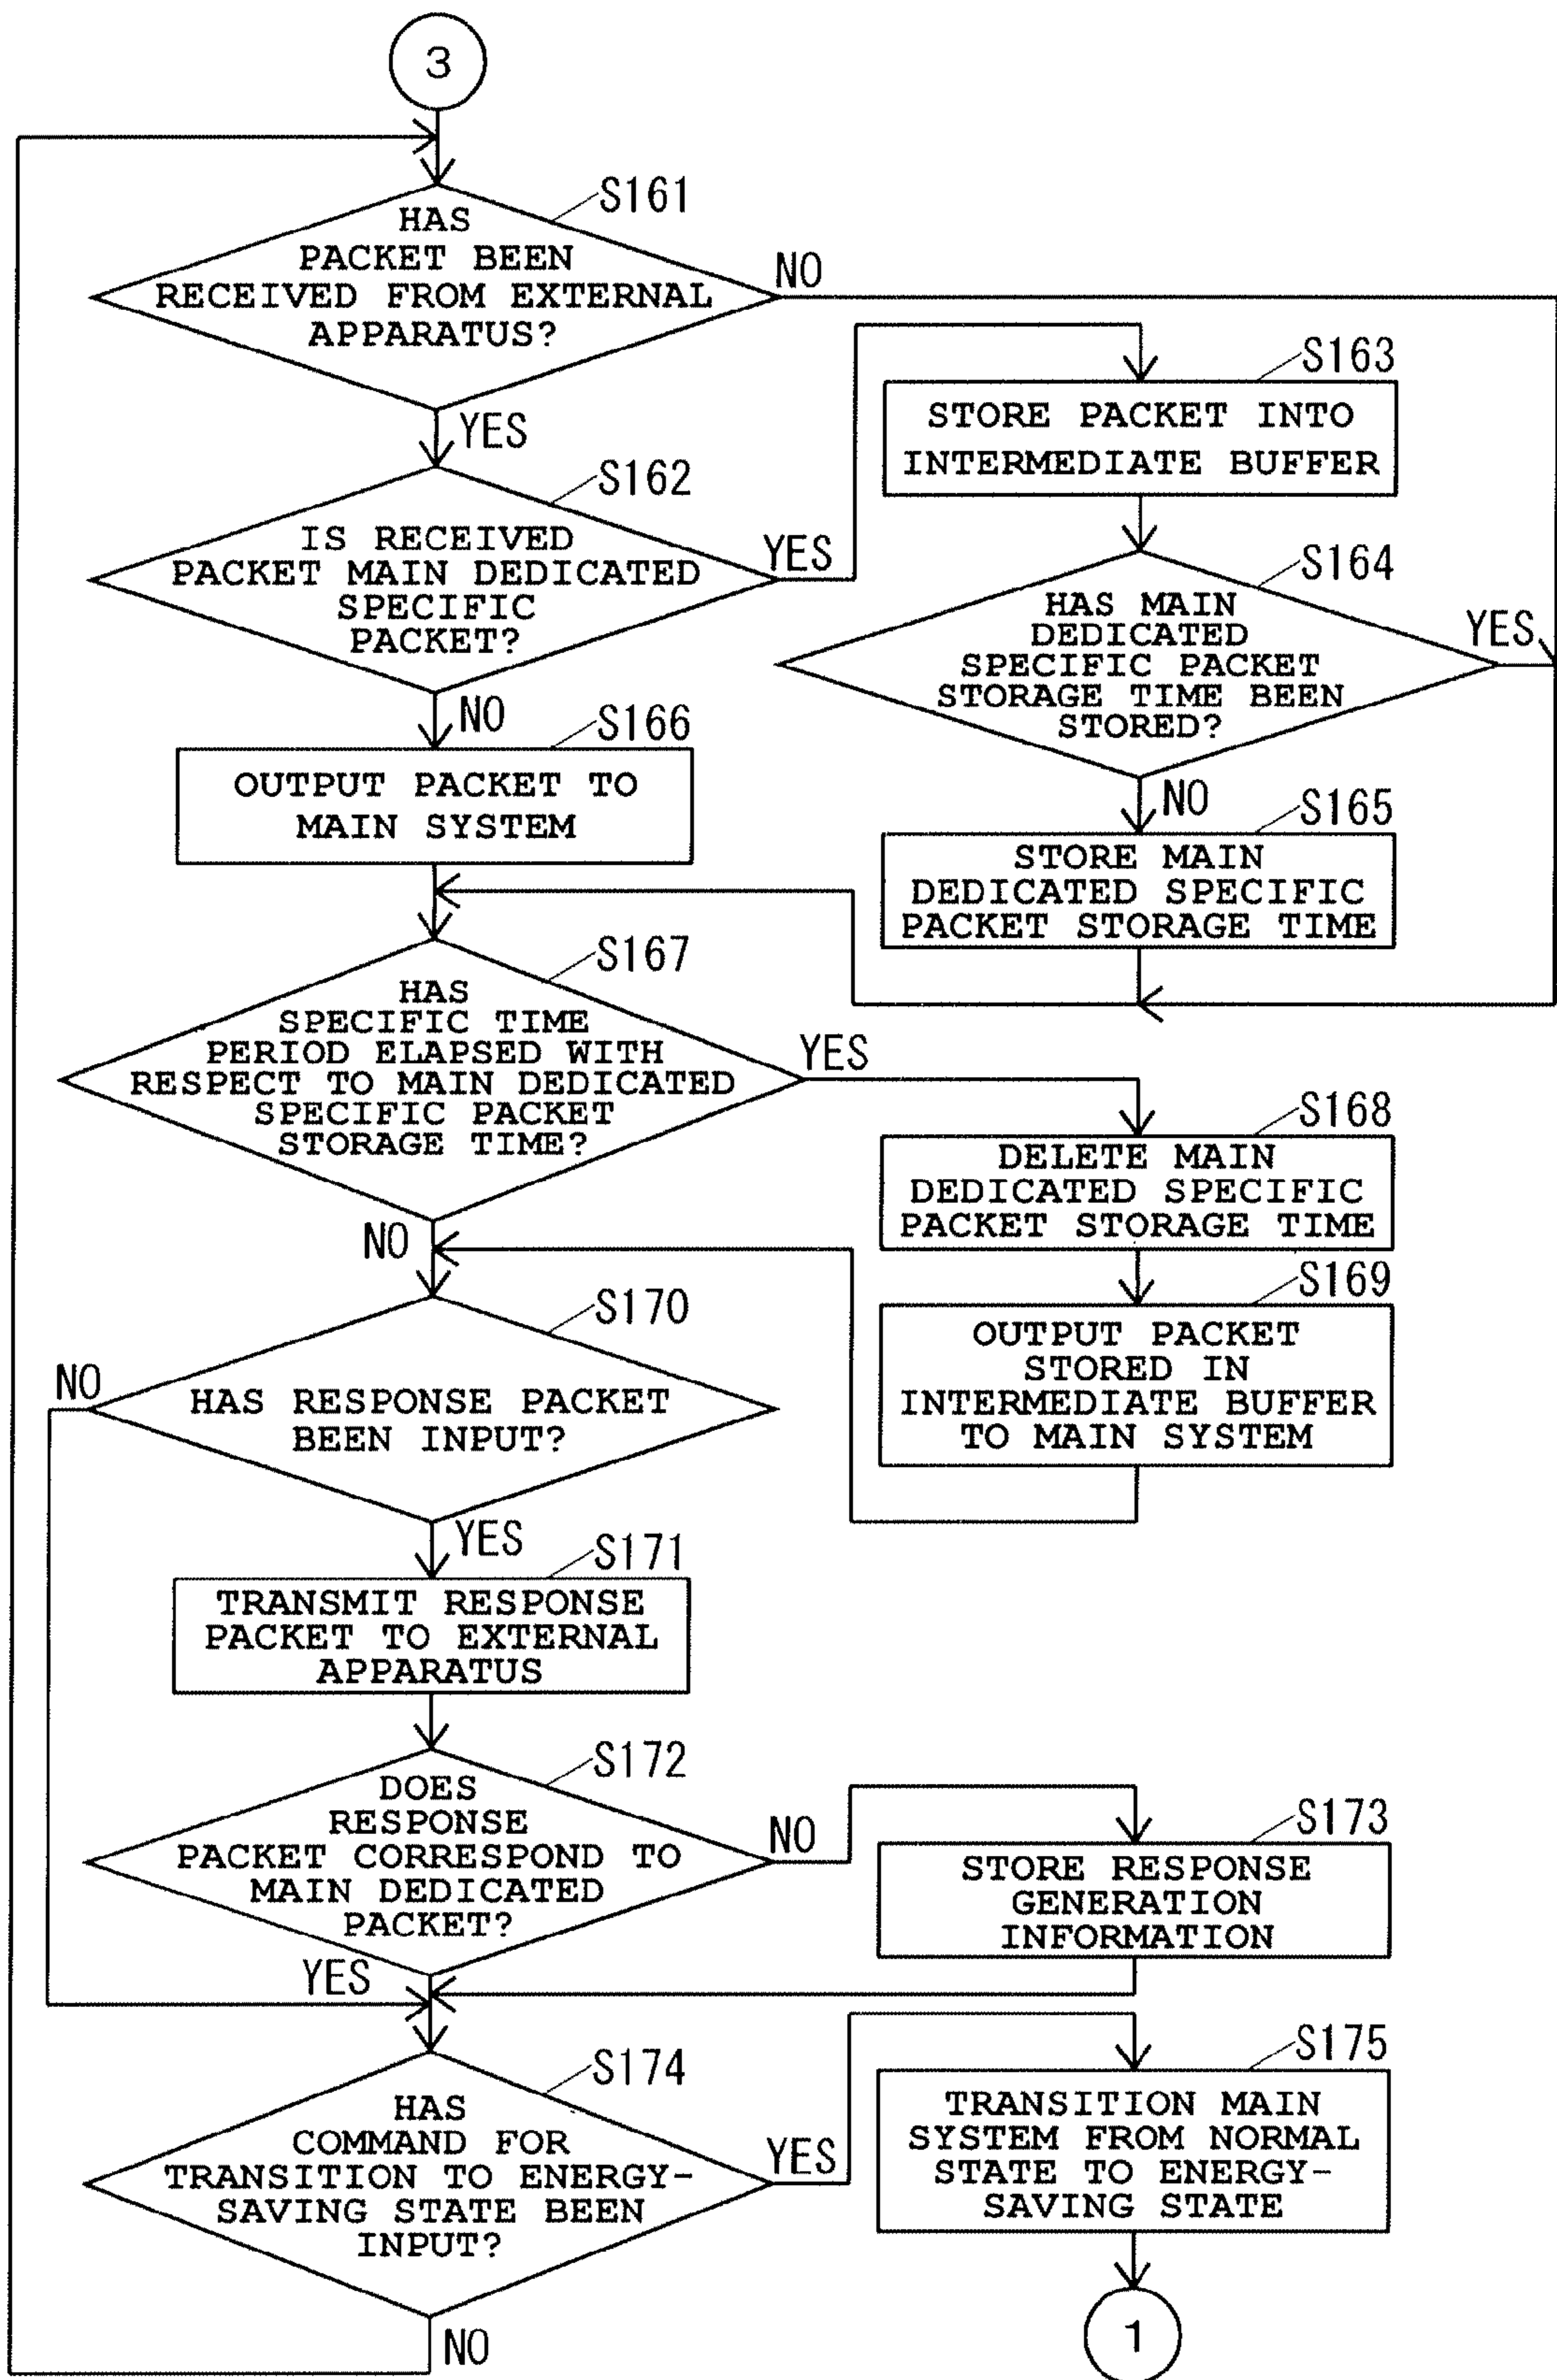 3
S161
HAS
PACKET BEEN
RECEIVED FROM EXTERNAL
APPARATUS?
NO
YES
S162
IS RECEIVED
PACKET MAIN DEDICATED
SPECIFIC
PACKET?
YES
NO
S163
STORE PACKET INTO
INTERMEDIATE BUFFER
S164
HAS MAIN
DEDICATED
SPECIFIC PACKET
STORAGE TIME BEEN
STORED?
YES
NO
S165
STORE MAIN
DEDICATED SPECIFIC
PACKET STORAGE TIME
S166
OUTPUT PACKET TO
MAIN SYSTEM
S167
HAS
SPECIFIC TIME
PERIOD ELAPSED WITH
RESPECT TO MAIN DEDICATED
SPECIFIC PACKET
STORAGE TIME?
YES
NO
S168
DELETE MAIN
DEDICATED SPECIFIC
PACKET STORAGE TIME
S169
OUTPUT PACKET
STORED IN
INTERMEDIATE BUFFER
TO MAIN SYSTEM
S170
NO
HAS RESPONSE PACKET
BEEN INPUT?
YES
S171
TRANSMIT RESPONSE
PACKET TO EXTERNAL
APPARATUS
S172
DOES
RESPONSE
PACKET CORRESPOND TO
MAIN DEDICATED
PACKET?
NO
YES
S173
STORE RESPONSE
GENERATION
INFORMATION
S174
HAS
COMMAND FOR
TRANSITION TO ENERGY-
SAVING STATE BEEN
INPUT?
YES
NO
S175
TRANSITION MAIN
SYSTEM FROM NORMAL
STATE TO ENERGY-
SAVING STATE
1